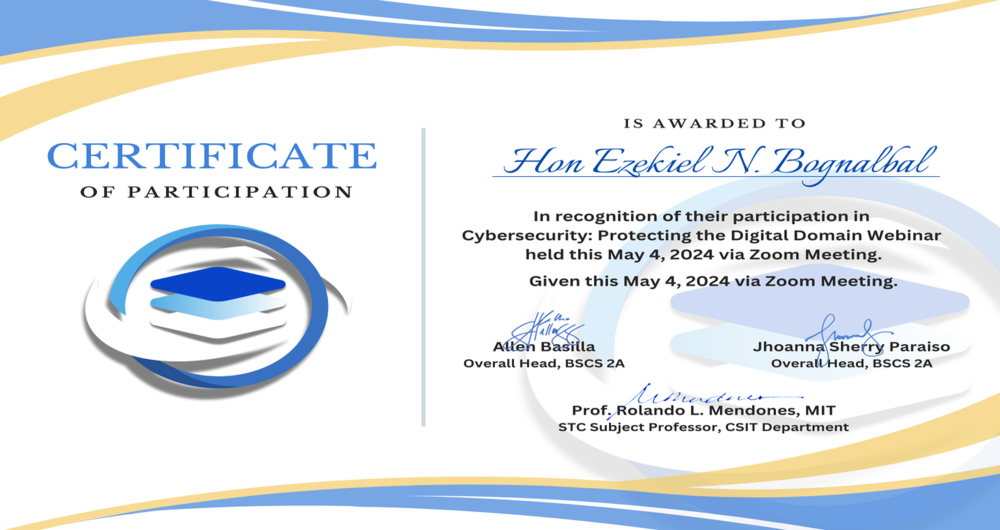 CERTIFICATE
OF PARTICIPATION
IS AWARDED TO
Hon Ezekiel N. Bognalbal
In recognition of their participation in
Cybersecurity: Protecting the Digital Domain Webinar
held this May 4, 2024 via Zoom Meeting.
Given this May 4, 2024 via Zoom Meeting.
Allen Basilla
Overall Head, BSCS 2A
Jhoanna Sherry Paraiso
Overall Head, BSCS 2A
Prof. Rolando L. Mendones, MIT
STC Subject Professor, CSIT Department